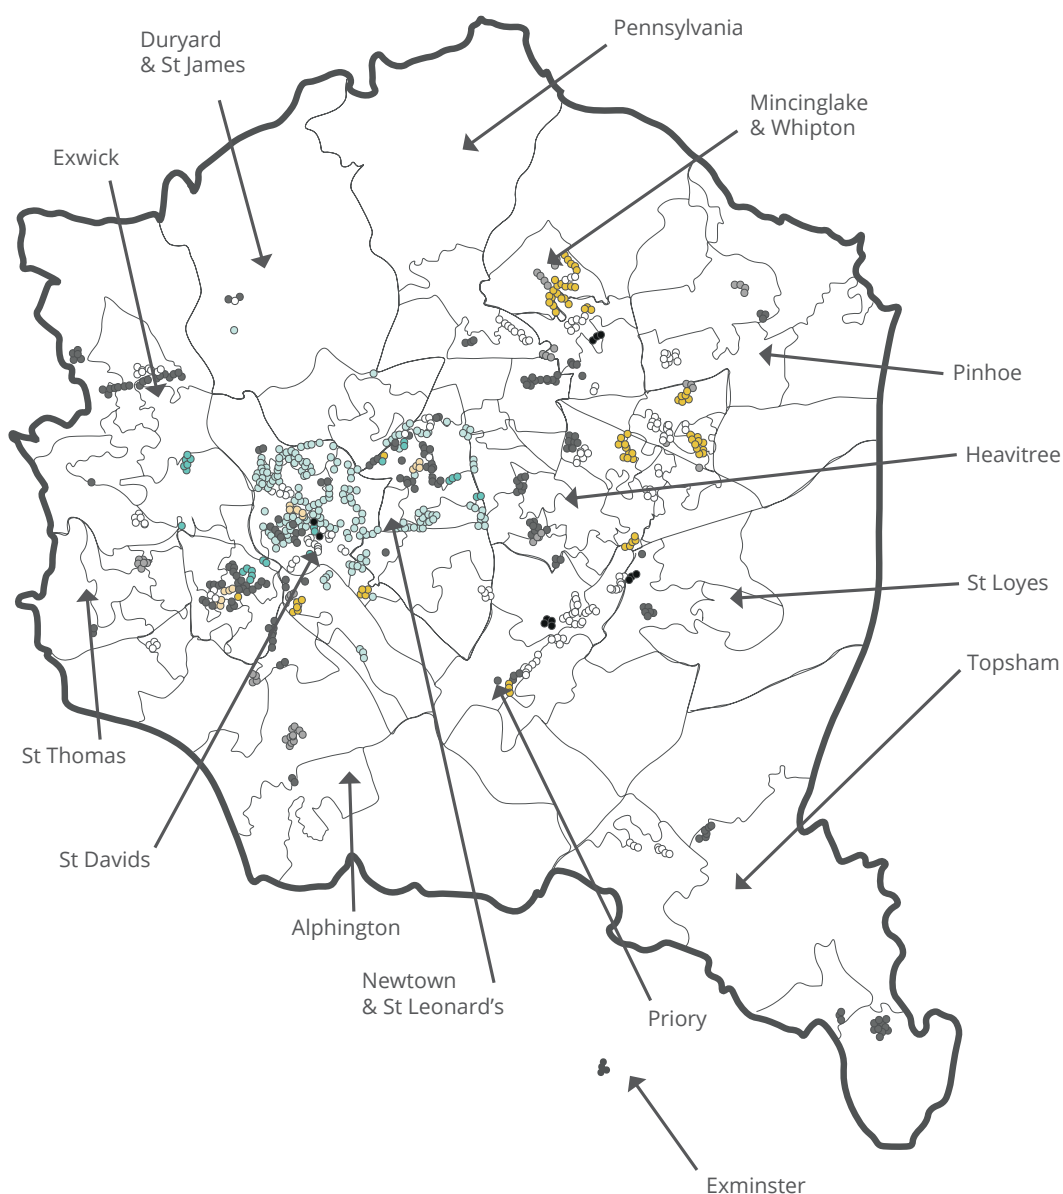 Pennsylvania
Duryard
& St James
Mincinglake
& Whipton
Exwick
Pinhoe
Heavitree
St Loyes
Topsham
St Thomas
St Davids
Alphington
Newtown
& St Leonard’s
Priory
Exminster